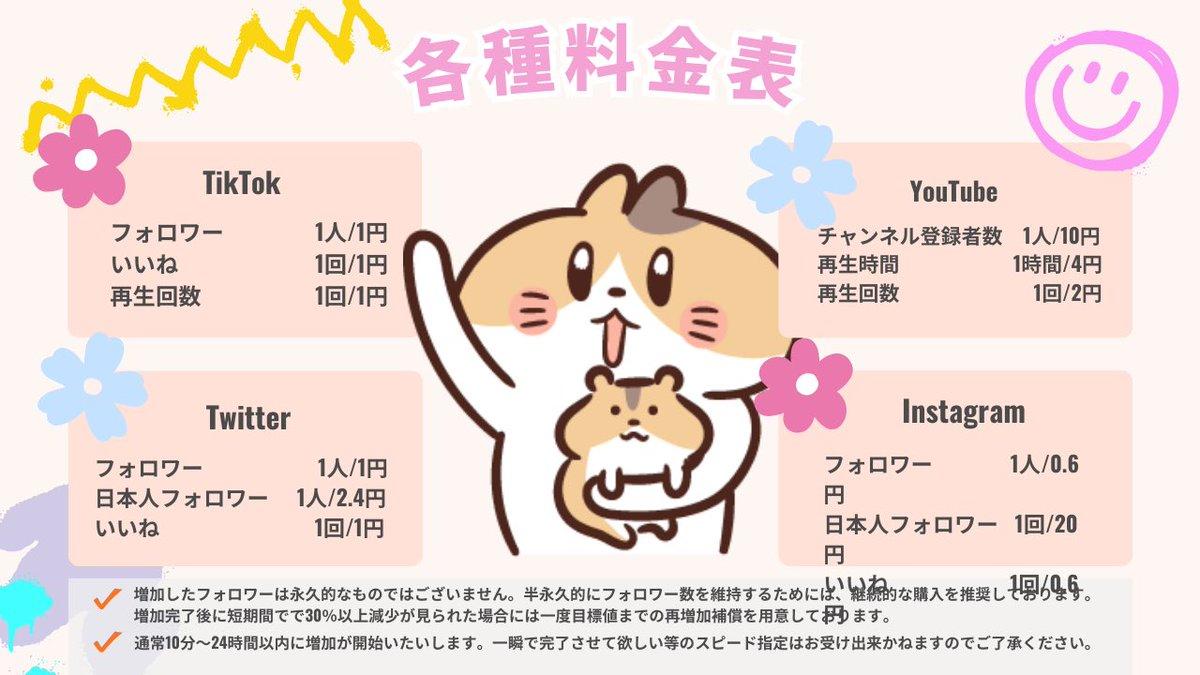 各種料金表
TikTok
フォロワー 1人/1円
いいね 1回/1円
再生回数 1回/1円
YouTube
チャンネル登録者数 1人/10円
再生時間 1時間/4円
再生回数 1回/2円
Twitter
フォロワー 1人/1円
日本人フォロワー 1人/2.4円
いいね 1回/1円
Instagram
フォロワー 1人/0.6
円
日本人フォロワー 1回/20
円
いいね 1回/0.6
円
増加したフォロワーは永久的なものではございません。半永久的にフォロワー数を維持するためには、継続的な購入を推奨しております。
増加完了後に短期間でで30%以上減少が見られた場合には一度目標値までの再増加補償を用意しております。
通常10分〜24時間以内に増加が開始いたいします。一瞬で完了させて欲しい等のスピード指定はお受け出来かねますのでご了承ください。